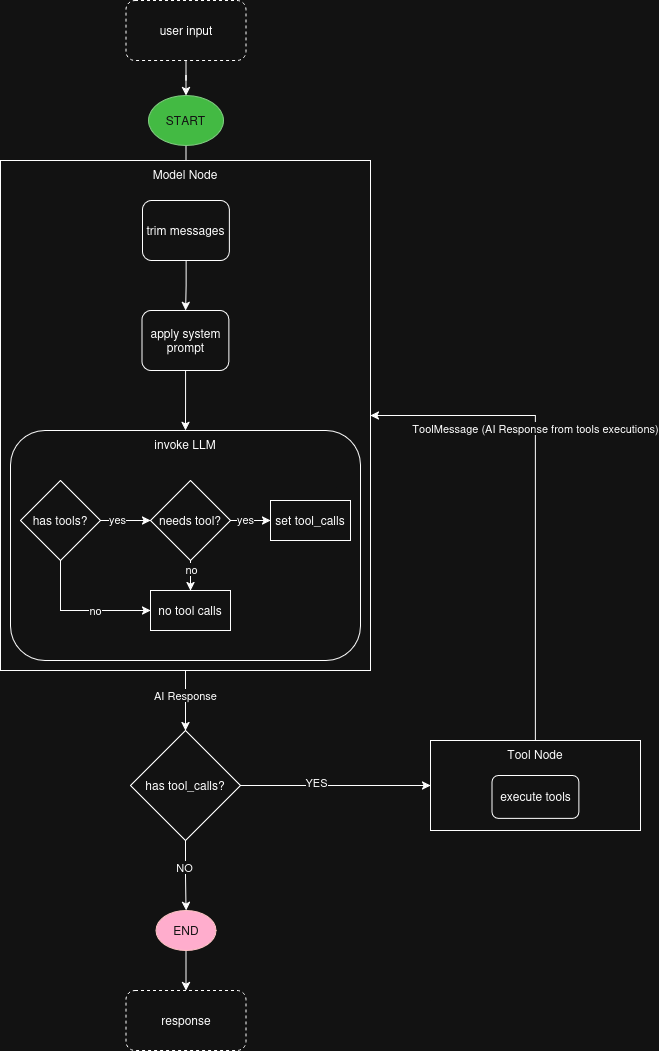 user input
START
Model Node
trim messages
apply system
prompt
invoke LLM
has tools?
yes
needs tool?
yes
set tool_calls
no
no
no tool calls
ToolMessage (AI Response from tools executions)
AI Response
has tool_calls?
YES
Tool Node
execute tools
NO
END
response